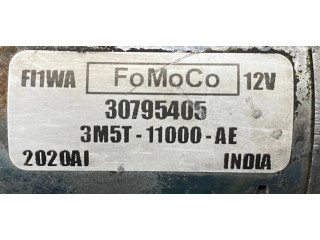 FI1WA FoMoCo 12V
30795405
3M5T-11000-AE
2020AI INDIA